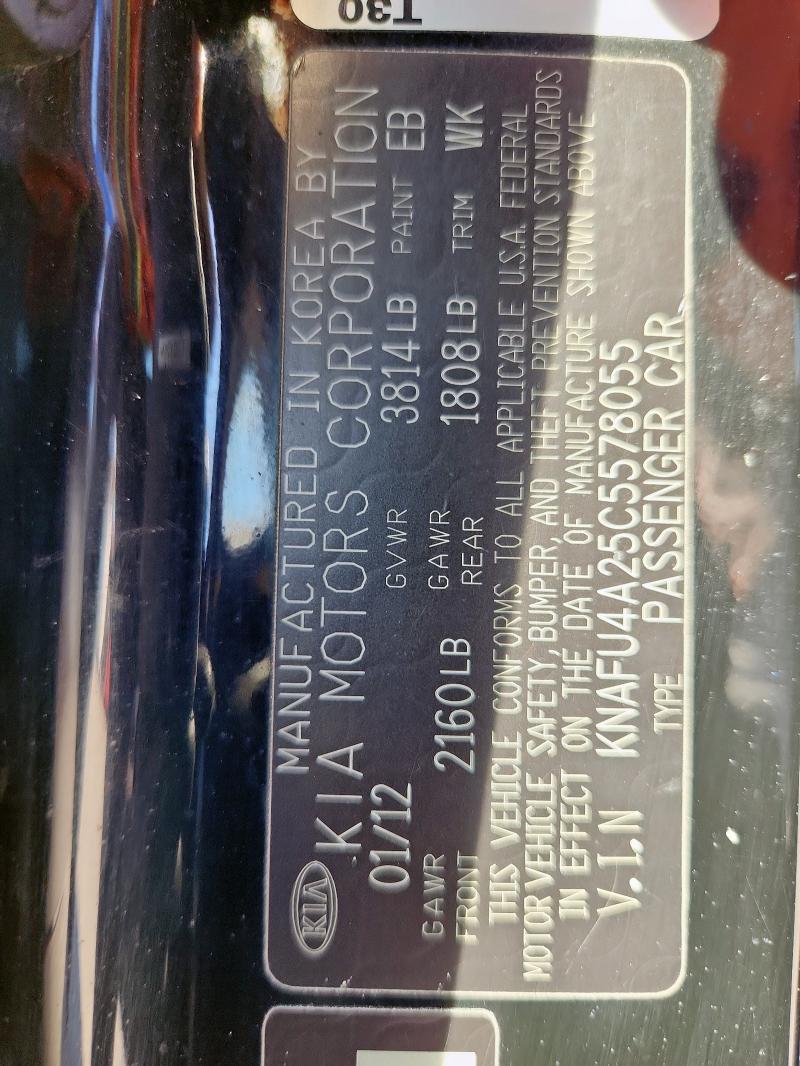 T30
MANUFACTURED IN KOREA BY
KIA KIA MOTORS CORPORATION
01/12 GVWR 3814LB PAINT EB
GAWR FRONT 2160LB GAWR REAR 1808LB TRIM WK
THIS VEHICLE CONFORMS TO ALL APPLICABLE U.S.A. FEDERAL
MOTOR VEHICLE SAFETY, BUMPER, AND THEFT PREVENTION STANDARDS
IN EFFECT ON THE DATE OF MANUFACTURE SHOWN ABOVE
V.I.N KNAFU4A25C5578055
TYPE PASSENGER CAR